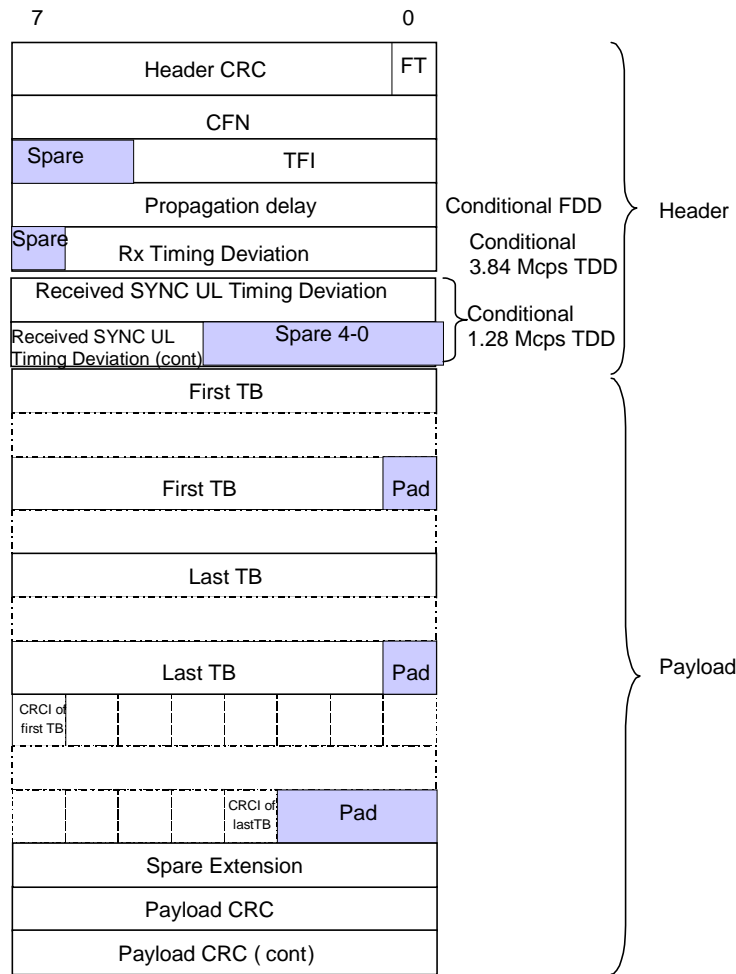 7 0
Header CRC FT
CFN
Spare TFI
Propagation delay Conditional FDD
Header
Spare Rx Timing Deviation
Conditional
3.84 Mcps TDD
Received SYNC UL Timing Deviation
Conditional
1.28 Mcps TDD
Received SYNC UL
Timing Deviation (cont)
Spare 4-0
First TB
First TB Pad
Last TB
Last TB Pad
Payload
CRCI of
first TB
CRCI of
lastTB
Pad
Spare Extension
Payload CRC
Payload CRC ( cont)